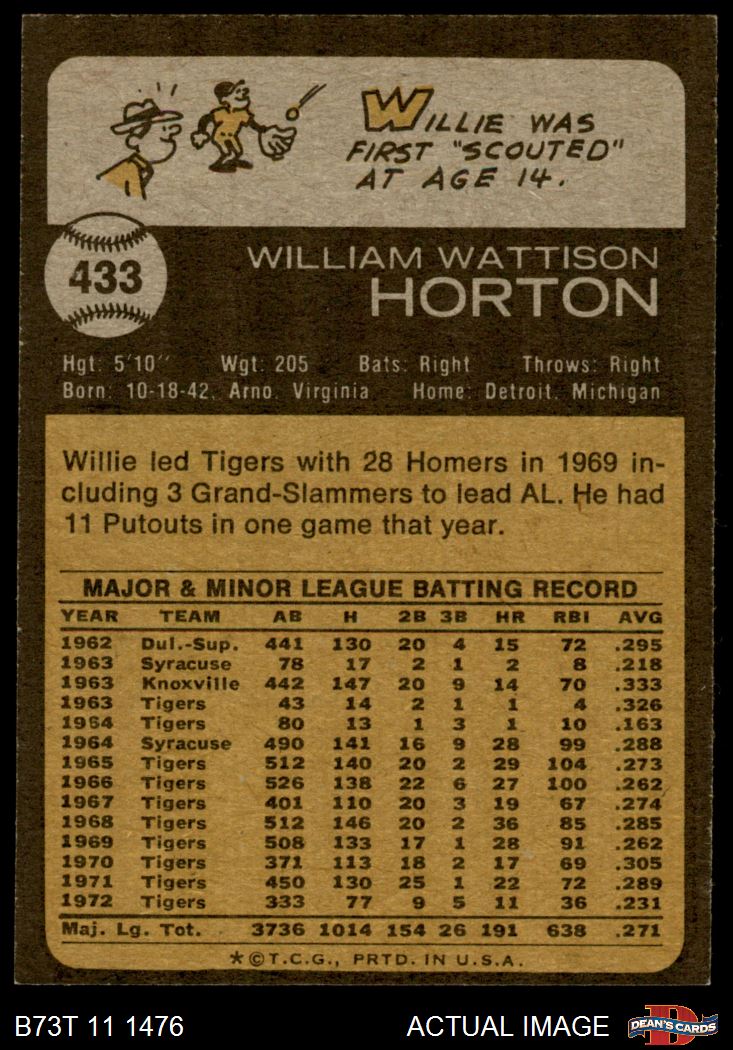 WILLIE WAS
FIRST "SCOUTED"
AT AGE 14.
433
WILLIAM WATTISON
HORTON
Hgt: 5'10" Wgt: 205 Bats: Right Throws: Right
Born: 10-18-42, Arno, Virginia Home: Detroit, Michigan
Willie led Tigers with 28 Homers in 1969 in-
cluding 3 Grand-Slammers to lead AL. He had
11 Putouts in one game that year.
MAJOR & MINOR LEAGUE BATTING RECORD
YEAR TEAM AB H 2B 3B HR RBI AVG
1962 Dul.-Sup. 441 130 20 4 15 72 .295
1963 Syracuse 78 17 2 1 2 8 .218
1963 Knoxville 442 147 20 9 14 70 .333
1963 Tigers 43 14 2 1 1 4 .326
1964 Tigers 80 13 1 3 1 10 .163
1964 Syracuse 490 141 16 9 28 99 .288
1965 Tigers 512 140 20 2 29 104 .273
1966 Tigers 526 138 22 6 27 100 .262
1967 Tigers 401 110 20 3 19 67 .274
1968 Tigers 512 146 20 2 36 85 .285
1969 Tigers 508 133 17 1 28 91 .262
1970 Tigers 371 113 18 2 17 69 .305
1971 Tigers 450 130 25 1 22 72 .289
1972 Tigers 333 77 9 5 11 36 .231
Maj. Lg. Tot. 3736 1014 154 26 191 638 .271
*©T.C.G., PRTD. IN U.S.A.
B73T 11 1476 ACTUAL IMAGE D DEAN'S CARDS